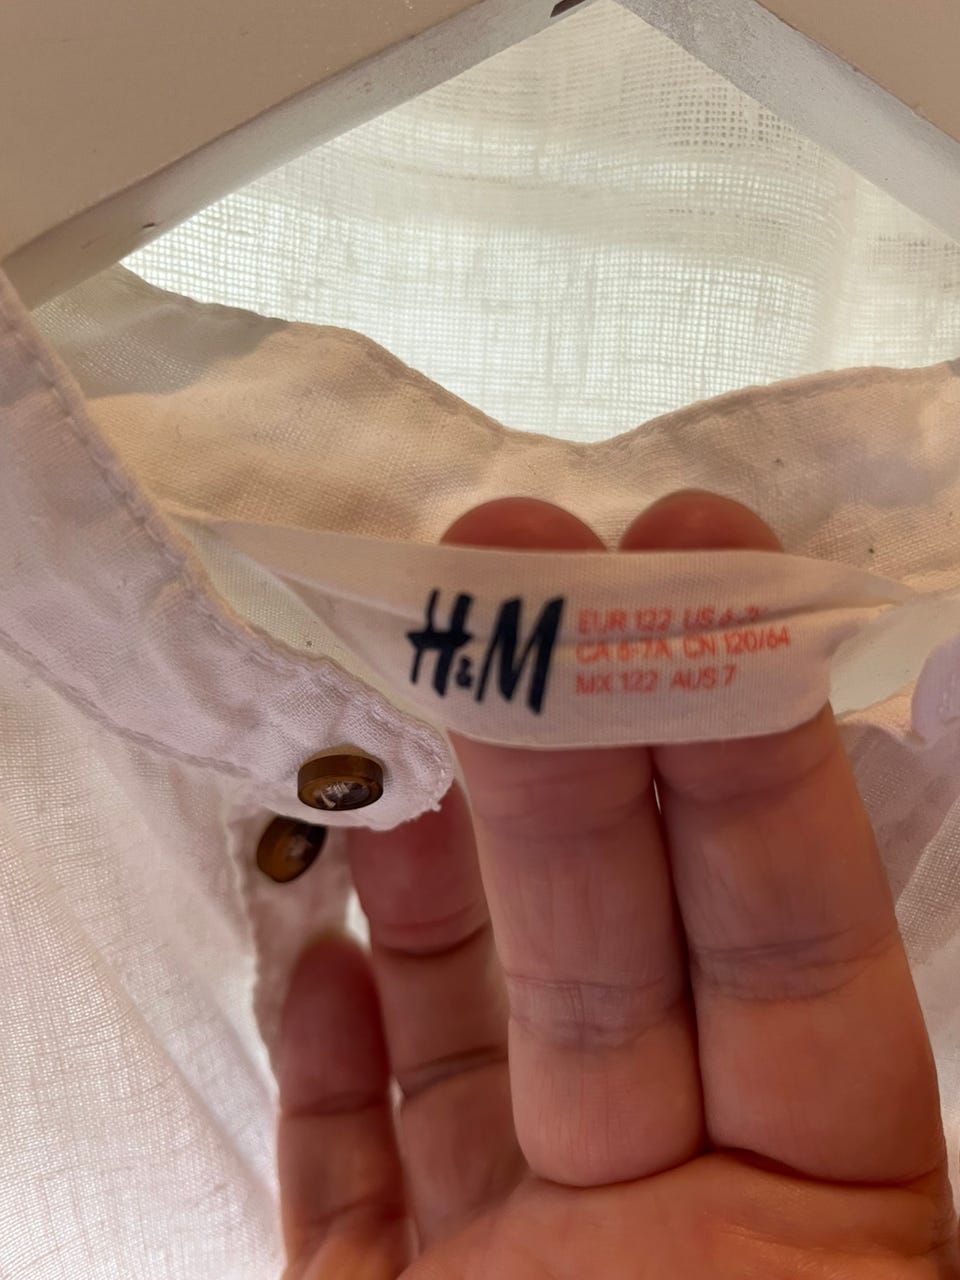 H&M
EUR 122 US
CA 6-7A CN 120/64
MX 122 AUS 7